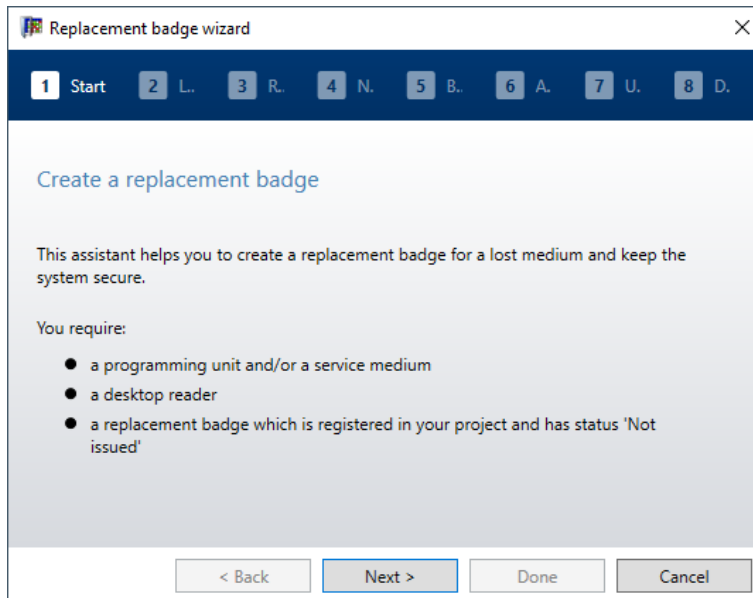 Replacement badge wizard
1 Start 2 L.. 3 R.. 4 N. 5 B.. 6 A. 7 U. 8 D.
Create a replacement badge
This assistant helps you to create a replacement badge for a lost medium and keep the
system secure.
You require:
● a programming unit and/or a service medium
● a desktop reader
● a replacement badge which is registered in your project and has status 'Not
issued'
< Back Next > Done Cancel